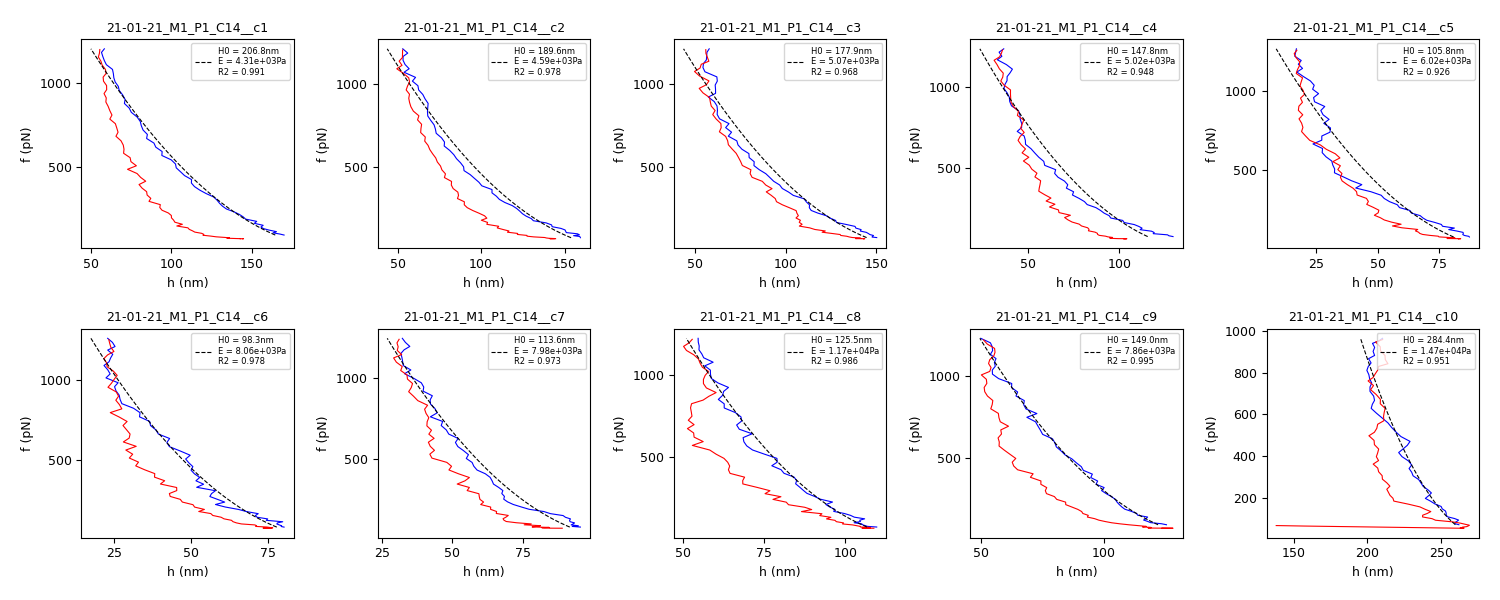 21-01-21_M1_P1_C14__c1
H0 = 206.8nm
E = 4.31e+03Pa
R2 = 0.991
f (pN)
1000
500
50 100 150
h (nm)
21-01-21_M1_P1_C14__c2
H0 = 189.6nm
E = 4.59e+03Pa
R2 = 0.978
f (pN)
1000
500
50 100 150
h (nm)
21-01-21_M1_P1_C14__c3
H0 = 177.9nm
E = 5.07e+03Pa
R2 = 0.968
f (pN)
1000
500
50 100 150
h (nm)
21-01-21_M1_P1_C14__c4
H0 = 147.8nm
E = 5.02e+03Pa
R2 = 0.948
f (pN)
1000
500
50 100
h (nm)
21-01-21_M1_P1_C14__c5
H0 = 105.8nm
E = 6.02e+03Pa
R2 = 0.926
f (pN)
1000
500
25 50 75
h (nm)
21-01-21_M1_P1_C14__c6
H0 = 98.3nm
E = 8.06e+03Pa
R2 = 0.978
f (pN)
1000
500
25 50 75
h (nm)
21-01-21_M1_P1_C14__c7
H0 = 113.6nm
E = 7.98e+03Pa
R2 = 0.973
f (pN)
1000
500
25 50 75
h (nm)
21-01-21_M1_P1_C14__c8
H0 = 125.5nm
E = 1.17e+04Pa
R2 = 0.986
f (pN)
1000
500
50 75 100
h (nm)
21-01-21_M1_P1_C14__c9
H0 = 149.0nm
E = 7.86e+03Pa
R2 = 0.995
f (pN)
1000
500
50 100
h (nm)
21-01-21_M1_P1_C14__c10
H0 = 284.4nm
E = 1.47e+04Pa
R2 = 0.951
f (pN)
1000
800
600
400
200
150 200 250
h (nm)